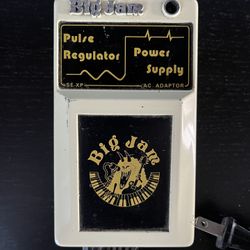 Big Jam
Pulse Power
Regulator Supply
SE-XP AC ADAPTOR
Big Jam